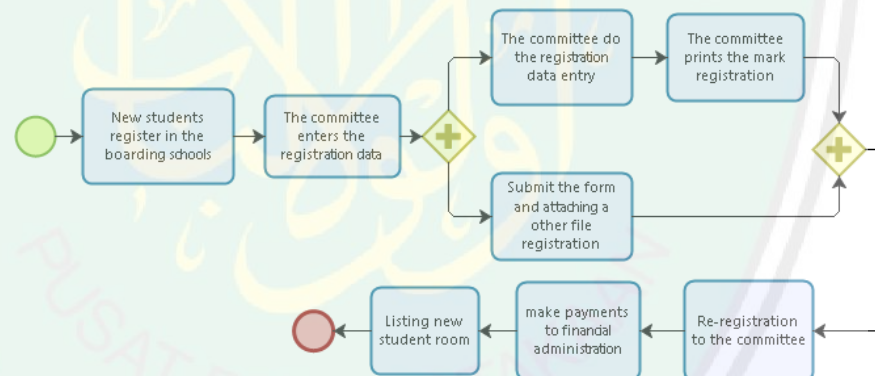 New students
register in the
boarding schools
The committee
enters the
registration data
The committee do
the registration
data entry
The committee
prints the mark
registration
Submit the form
and attaching a
other file
registration
Re-registration
to the committee
make payments
to financial
administration
Listing new
student room
PUSAT